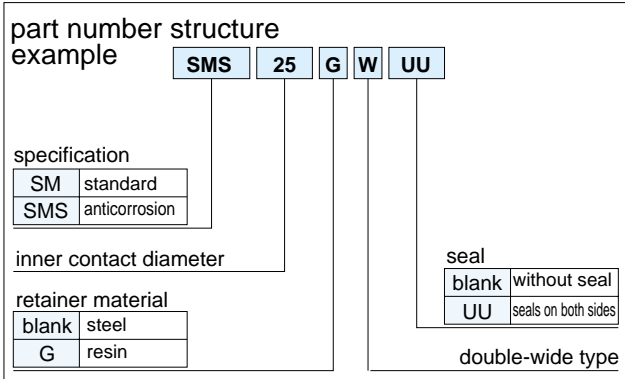 part number structure
example
SMS 25 G W UU
specification
SM standard
SMS anticorrosion
inner contact diameter
retainer material
blank steel
G resin
seal
blank without seal
UU seals on both sides
double-wide type